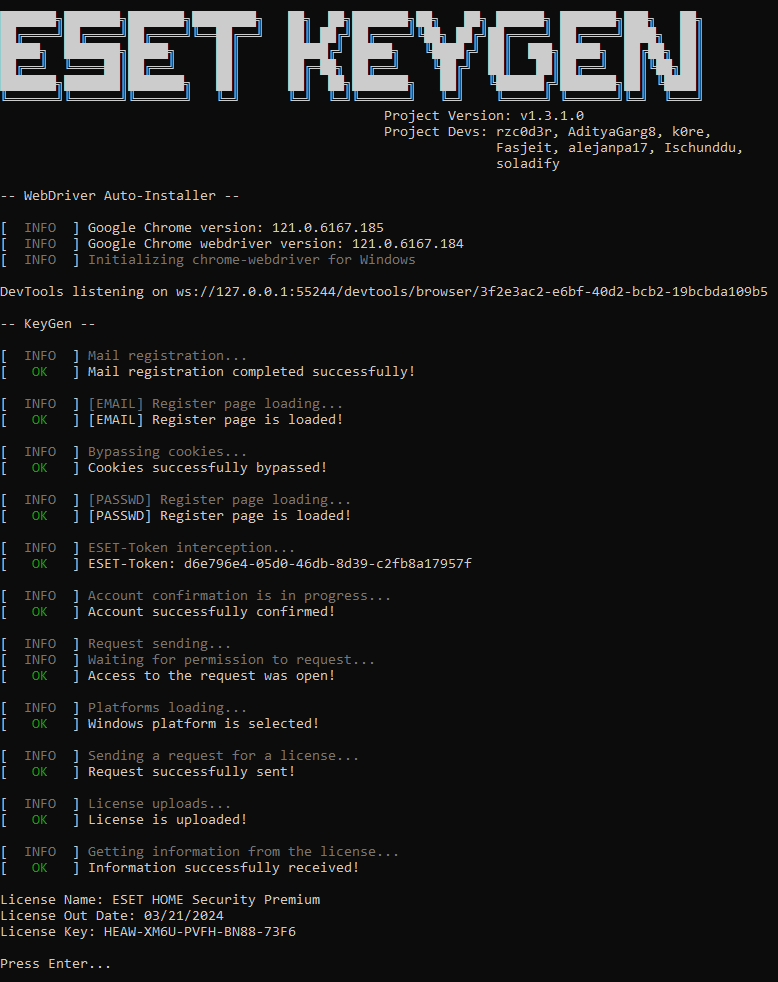 ESET KEYGEN
Project Version: v1.3.1.0
Project Devs: rzc0d3r, AdityaGarg8, k0re,
Fasjeit, alejanpa17, Ischunddu,
soladify
-- WebDriver Auto-Installer --
[ INFO ] Google Chrome version: 121.0.6167.185
[ INFO ] Google Chrome webdriver version: 121.0.6167.184
[ INFO ] Initializing chrome-webdriver for Windows
DevTools listening on ws://127.0.0.1:55244/devtools/browser/3f2e3ac2-e6bf-40d2-bcb2-19bcbda109b5
-- KeyGen --
[ INFO ] Mail registration...
[ OK ] Mail registration completed successfully!
[ INFO ] [EMAIL] Register page loading...
[ OK ] [EMAIL] Register page is loaded!
[ INFO ] Bypassing cookies...
[ OK ] Cookies successfully bypassed!
[ INFO ] [PASSWD] Register page loading...
[ OK ] [PASSWD] Register page is loaded!
[ INFO ] ESET-Token interception...
[ OK ] ESET-Token: d6e796e4-05d0-46db-8d39-c2fb8a17957f
[ INFO ] Account confirmation is in progress...
[ OK ] Account successfully confirmed!
[ INFO ] Request sending...
[ INFO ] Waiting for permission to request...
[ OK ] Access to the request was open!
[ INFO ] Platforms loading...
[ OK ] Windows platform is selected!
[ INFO ] Sending a request for a license...
[ OK ] Request successfully sent!
[ INFO ] License uploads...
[ OK ] License is uploaded!
[ INFO ] Getting information from the license...
[ OK ] Information successfully received!
License Name: ESET HOME Security Premium
License Out Date: 03/21/2024
License Key: HEAW-XM6U-PVFH-BN88-73F6
Press Enter...